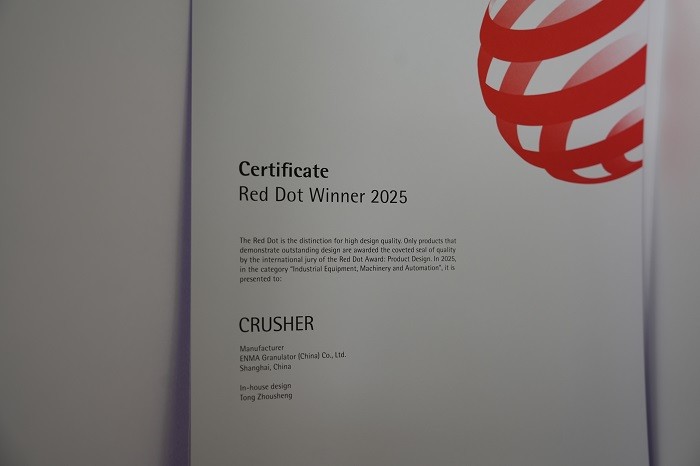 Certificate
Red Dot Winner 2025
The Red Dot is the distinction for high design quality. Only products that
demonstrate outstanding design are awarded the coveted seal of quality
by the international jury of the Red Dot Award: Product Design. In 2025,
in the category "Industrial Equipment, Machinery and Automation", it is
presented to:
CRUSHER
Manufacturer
ENMA Granulator (China) Co., Ltd.
Shanghai, China
In-house design
Tong Zhousheng